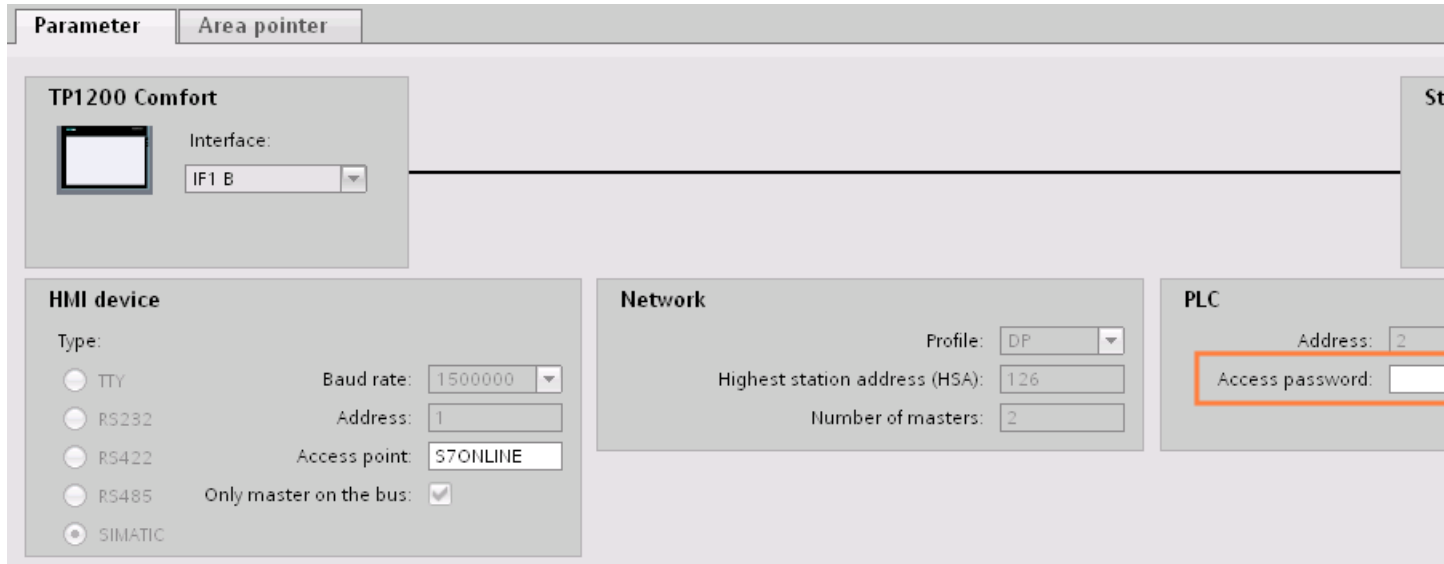 Parameter
Area pointer
TP1200 Comfort
St
Interface:
IF1 B
HMI device
Type:
TTY
RS232
RS422
RS485
SIMATIC
Baud rate: 1500000
Address: 1
Access point: S7ONLINE
Only master on the bus:
Network
Profile: DP
Highest station address (HSA): 126
Number of masters: 2
PLC
Address: 2
Access password: